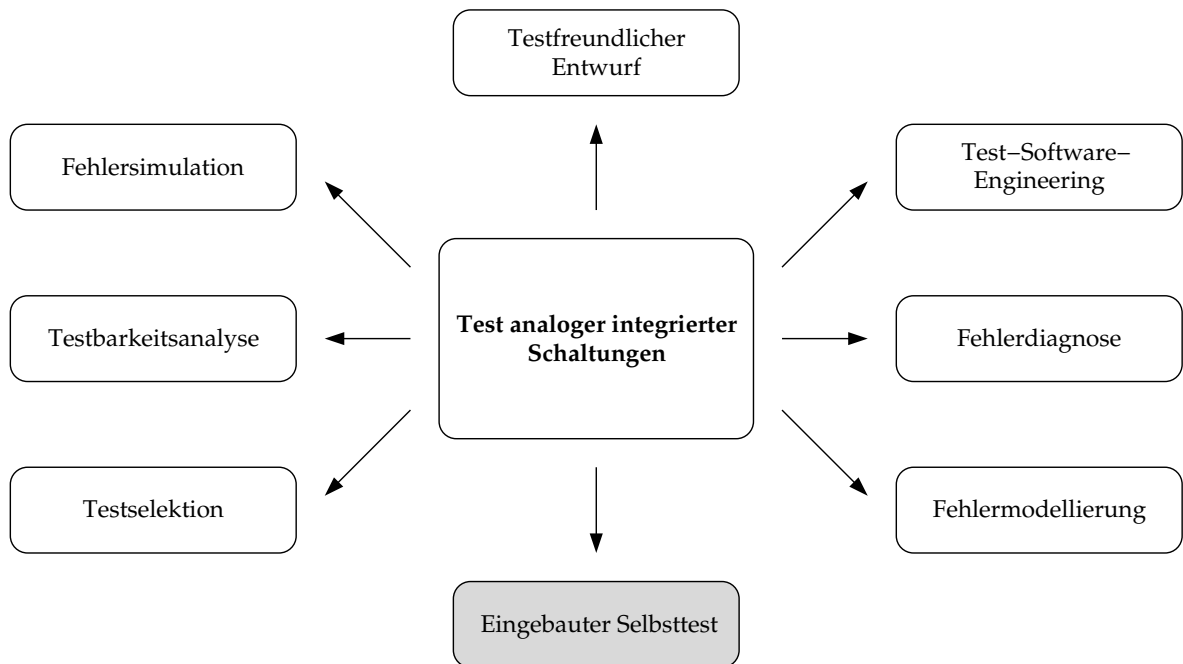 Testfreundlicher
Entwurf
Fehlersimulation
Test–Software–
Engineering
Test analoger integrierter
Schaltungen
Testbarkeitsanalyse
Fehlerdiagnose
Testselektion
Fehlermodellierung
Eingebauter Selbsttest